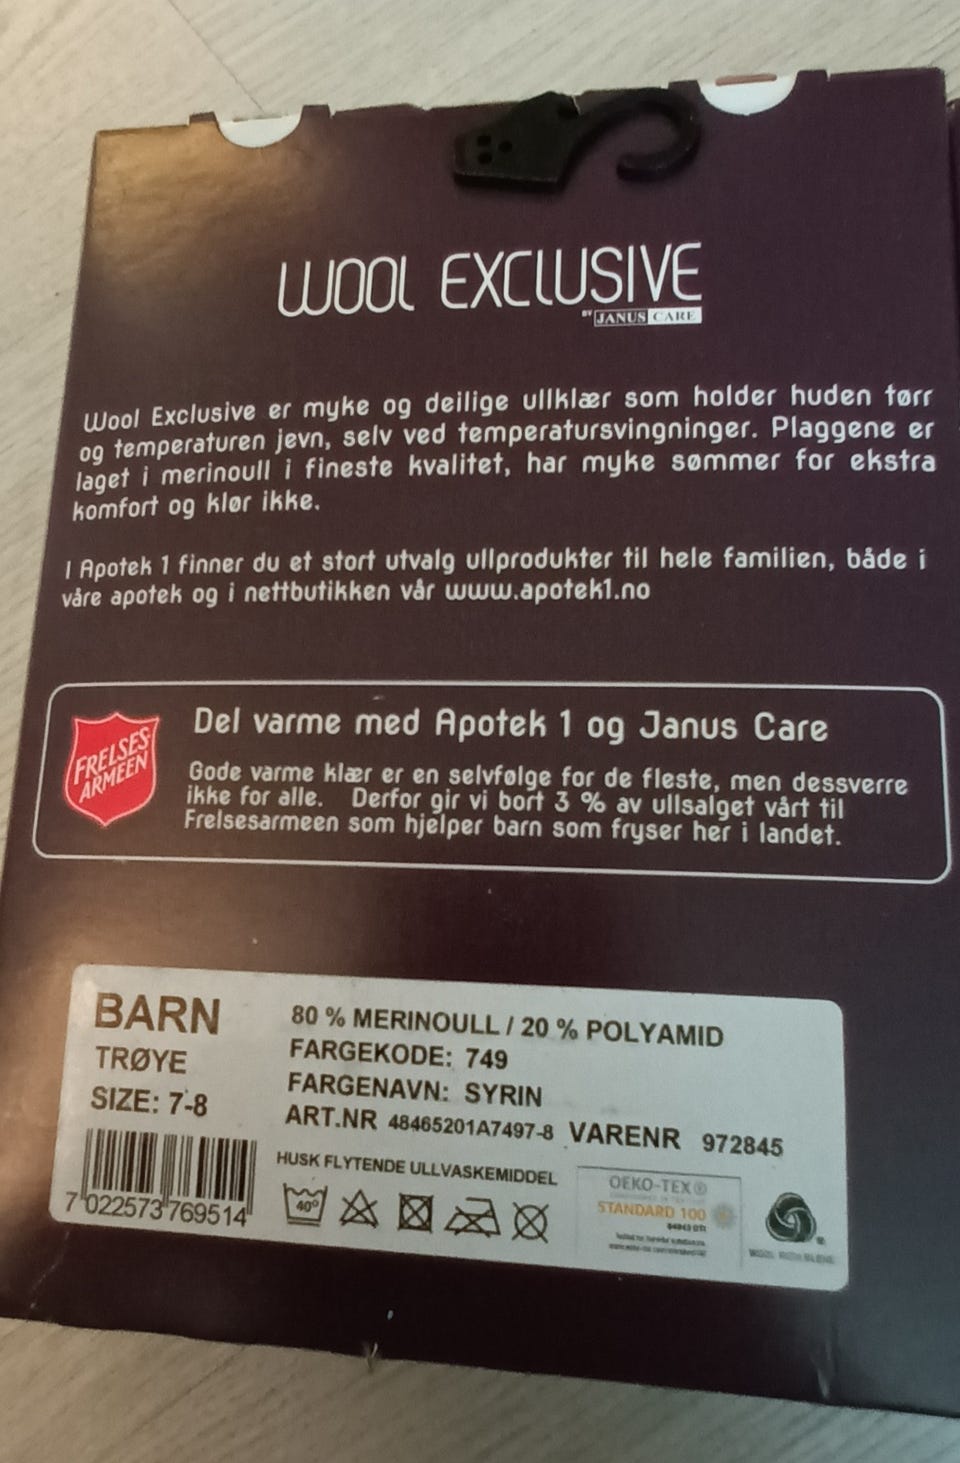 WOOL EXCLUSIVE
BY JANUS CARE
Wool Exclusive er myke og deilige ullklær som holder huden tørr
og temperaturen jevn, selv ved temperatursvingninger. Plaggene er
laget i merinoull i fineste kvalitet, har myke sømmer for ekstra
komfort og klør ikke.
I Apotek 1 finner du et stort utvalg ullprodukter til hele familien, både i
våre apotek og i nettbutikken vår www.apotek1.no
FRELSES
ARMEEN
Del varme med Apotek 1 og Janus Care
Gode varme klær er en selvfølge for de fleste, men dessverre
ikke for alle. Derfor gir vi bort 3 % av ullsalget vårt til
Frelsesarmeen som hjelper barn som fryser her i landet.
BARN
TRØYE
SIZE: 7-8
7 022573 769514
80 % MERINOULL / 20 % POLYAMID
FARGEKODE: 749
FARGENAVN: SYRIN
ART.NR 48465201A7497-8 VARENR 972845
HUSK FLYTENDE ULLVASKEMIDDEL
40°
OEKO-TEX®
STANDARD 100
WOOL RICH BLEND